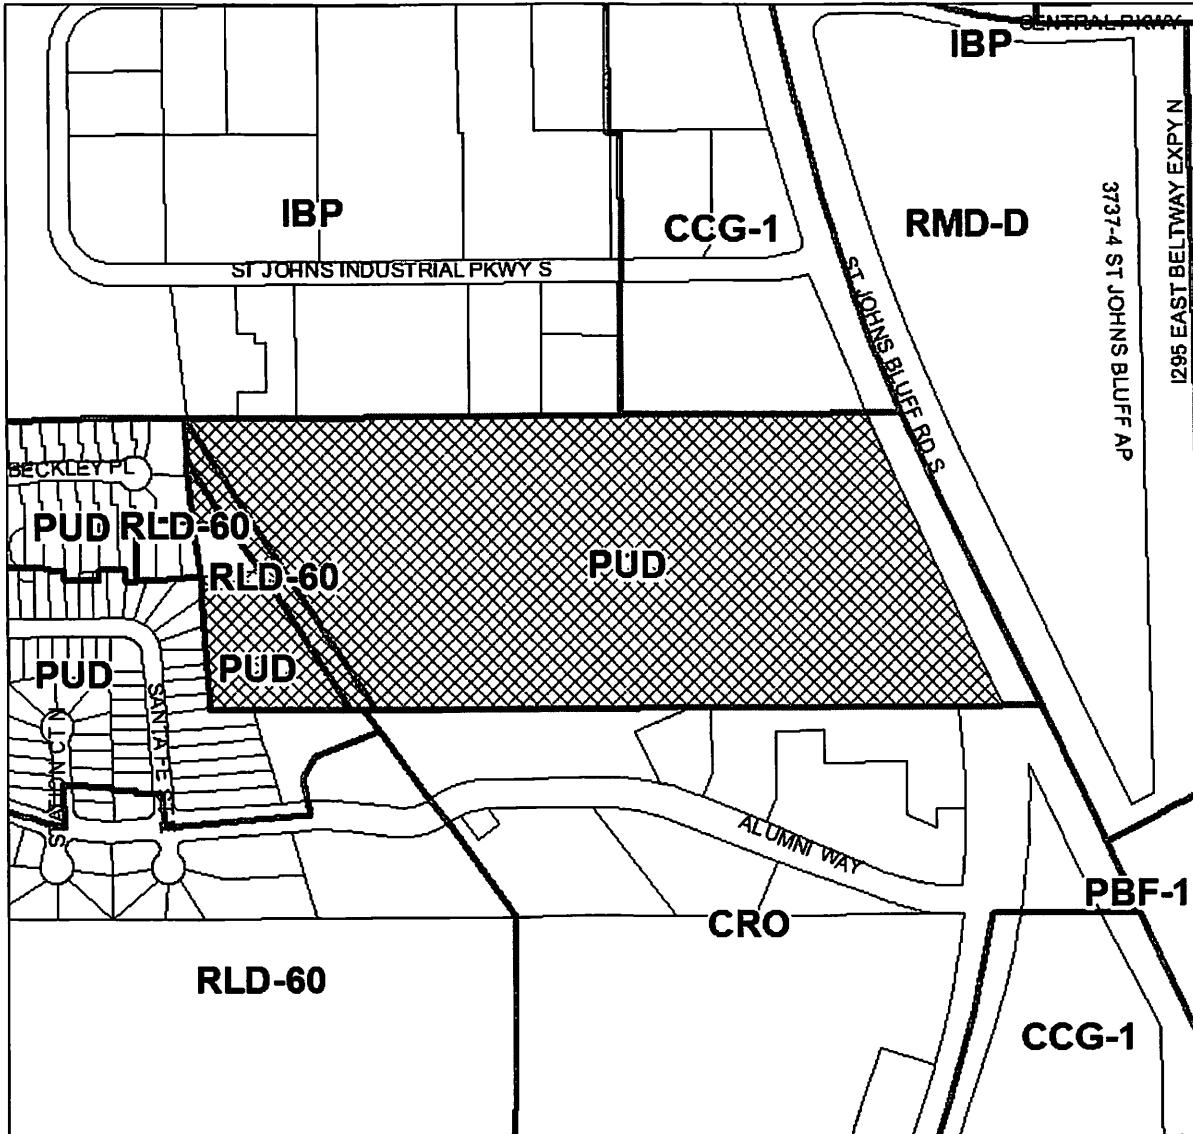 CENTRAL PKWY
IBP
I295 EAST BELTWAY EXPY N
3737-4 ST JOHNS BLUFF AP
IBP
CCG-1
RMD-D
ST JOHNS INDUSTRIAL PKWY S
ST JOHNS BLUFF RD S
BECKLEY PL
PUD
RLD-60
RLD-60
PUD
PUD
PUD
STATION CT N
SANTA FE ST
ALUMNI WAY
PBF-1
CRO
RLD-60
CCG-1